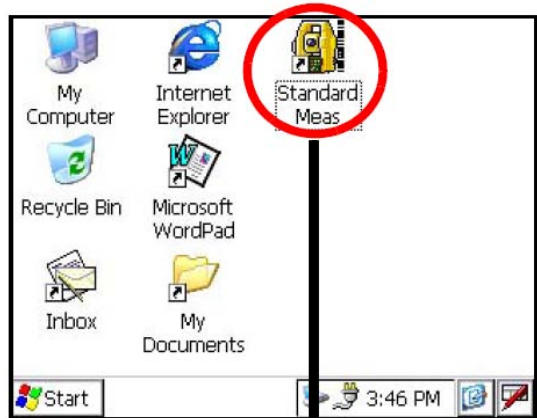 My
Computer
Internet
Explorer
Standard
Meas
Recycle Bin
Microsoft
WordPad
Inbox
My
Documents
Start
3:46 PM